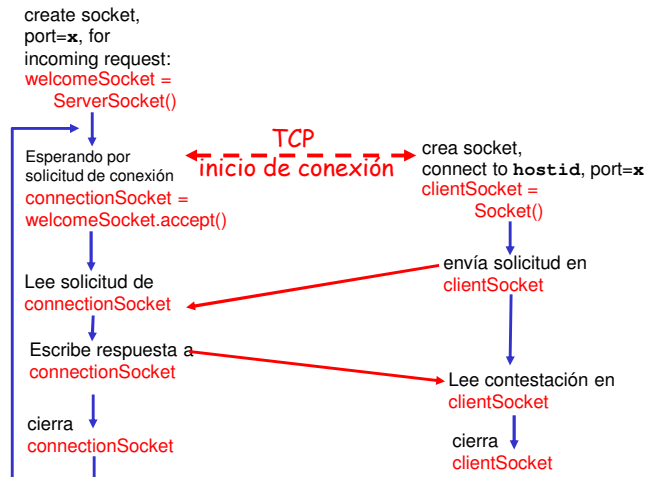 create socket,
port=x, for
incoming request:
welcomeSocket =
ServerSocket()
Esperando por
solicitud de conexión
connectionSocket =
welcomeSocket.accept()
Lee solicitud de
connectionSocket
Escribe respuesta a
connectionSocket
cierra
connectionSocket
TCP
inicio de conexión
crea socket,
connect to hostid, port=x
clientSocket =
Socket()
envía solicitud en
clientSocket
Lee contestación en
clientSocket
cierra
clientSocket